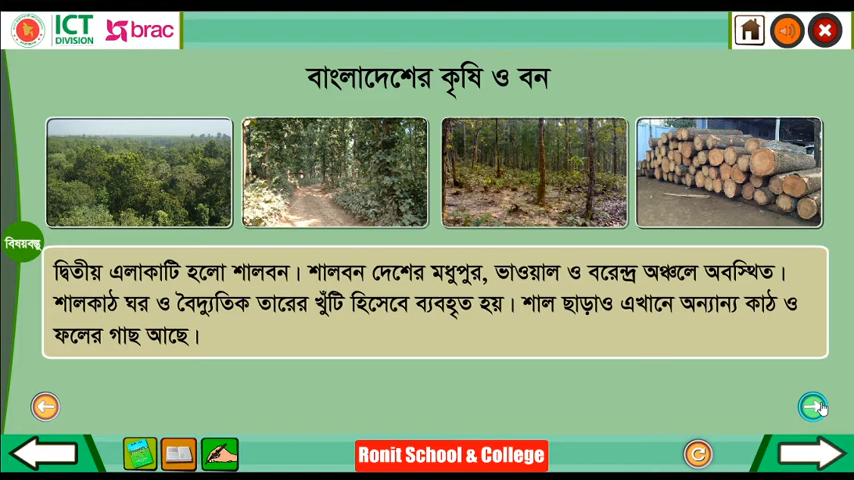 ICT
DIVISION
brac
বাংলাদেশের কৃষি ও বন
বিষয়বস্তু
দ্বিতীয় এলাকাটি হলো শালবন। শালবন দেশের মধুপুর, ভাওয়াল ও বরেন্দ্র অঞ্চলে অবস্থিত।
শালকাঠ ঘর ও বৈদ্যুতিক তারের খুঁটি হিসেবে ব্যবহৃত হয়। শাল ছাড়াও এখানে অন্যান্য কাঠ ও
ফলের গাছ আছে।
Ronit School & College